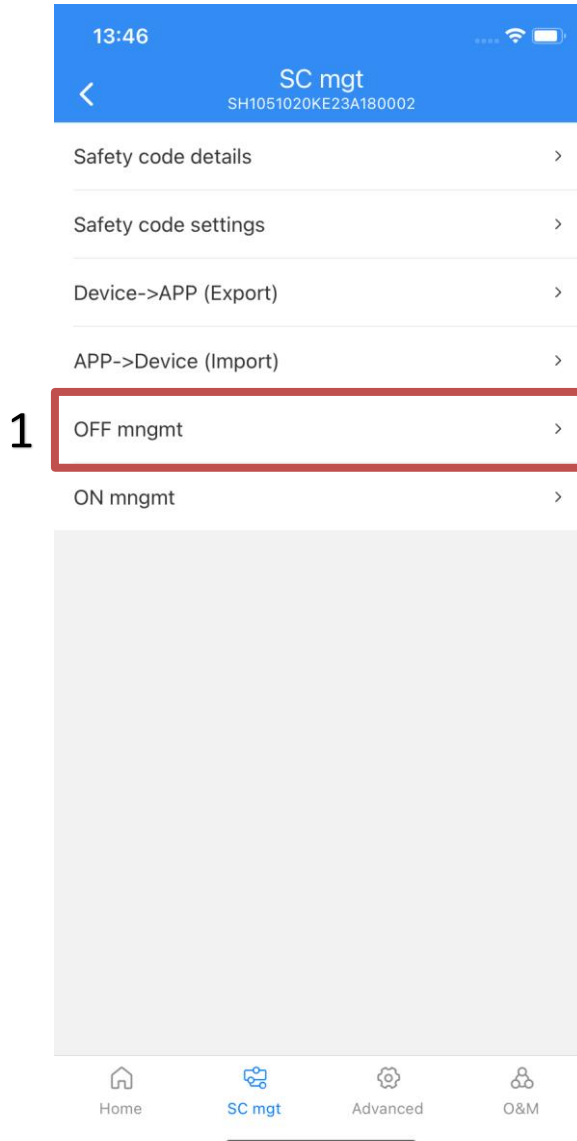 13:46
SC mgt
SH1051020KE23A180002
Safety code details
Safety code settings
Device->APP (Export)
APP->Device (Import)
1
OFF mngmt
ON mngmt
Home
SC mgt
Advanced
O&M